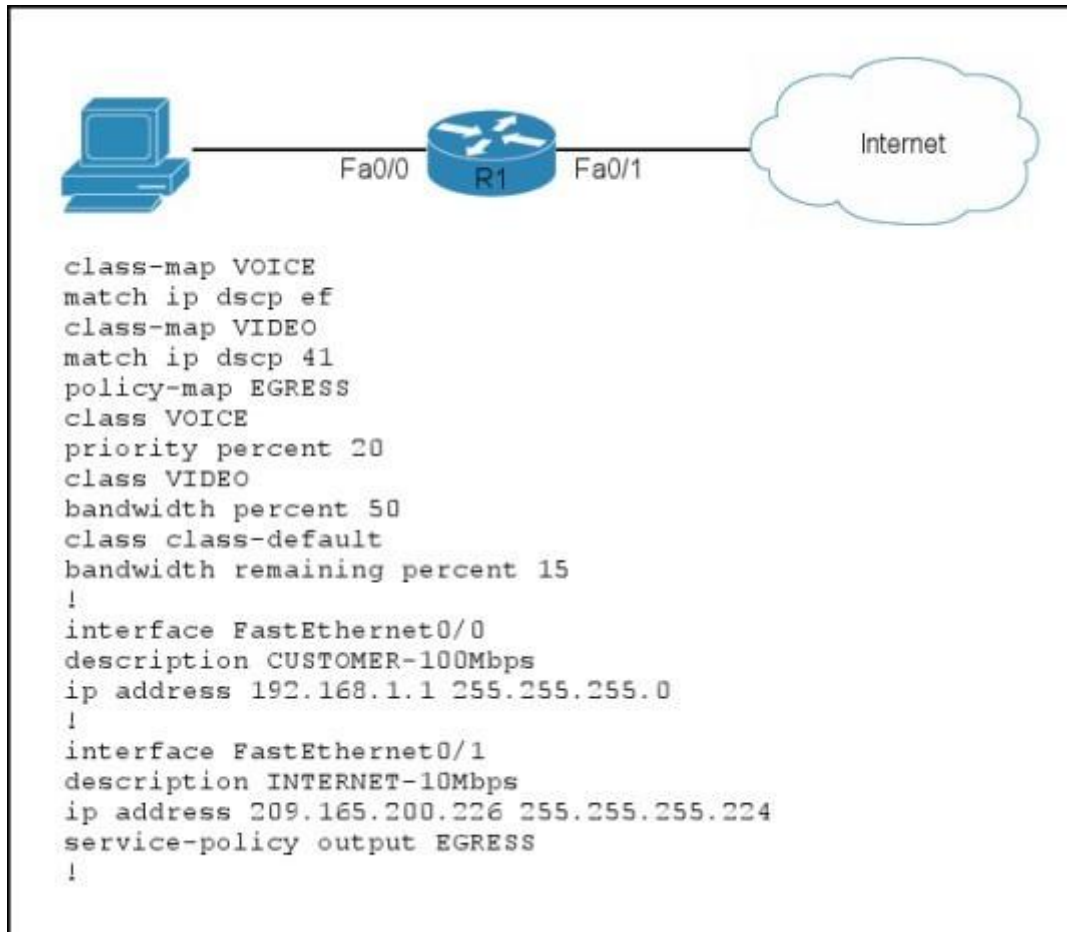 Internet
Fa0/0
R1
Fa0/1
class-map VOICE
match ip dscp ef
class-map VIDEO
match ip dscp 41
policy-map EGRESS
class VOICE
priority percent 20
class VIDEO
bandwidth percent 50
class class-default
bandwidth remaining percent 15
!
interface FastEthernet0/0
description CUSTOMER-100Mbps
ip address 192.168.1.1 255.255.255.0
!
interface FastEthernet0/1
description INTERNET-10Mbps
ip address 209.165.200.226 255.255.255.224
service-policy output EGRESS
!